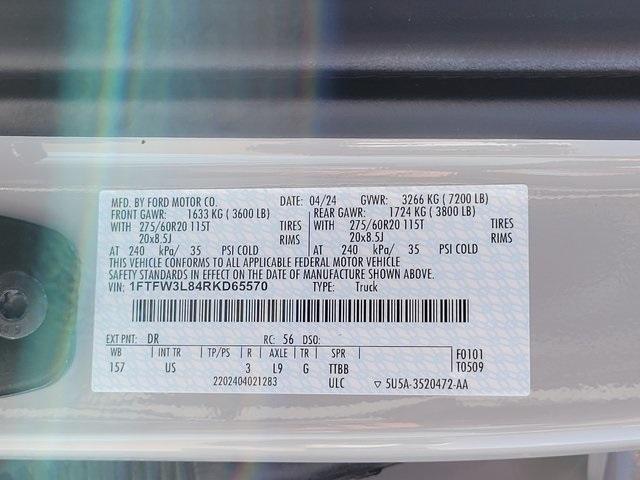 MFD. BY FORD MOTOR CO. DATE: 04/24 GVWR: 3266 KG ( 7200 LB)
FRONT GAWR: 1633 KG ( 3600 LB) REAR GAWR: 1724 KG ( 3800 LB)
WITH 275/60R20 115T TIRES WITH 275/60R20 115T TIRES
20x8.5J RIMS 20x8.5J RIMS
AT 240 kPa/ 35 PSI COLD AT 240 kPa/ 35 PSI COLD
THIS VEHICLE CONFORMS TO ALL APPLICABLE FEDERAL MOTOR VEHICLE
SAFETY STANDARDS IN EFFECT ON THE DATE OF MANUFACTURE SHOWN ABOVE.
VIN: 1FTFW3L84RKD65570 TYPE: Truck
EXT PNT: DR RC: 56 DSO:
WB INT TR TP/PS R AXLE TR SPR F0101
157 US 3 L9 G TTBB T0509
2202404021283 ULC ▽ 5U5A-3520472-AA